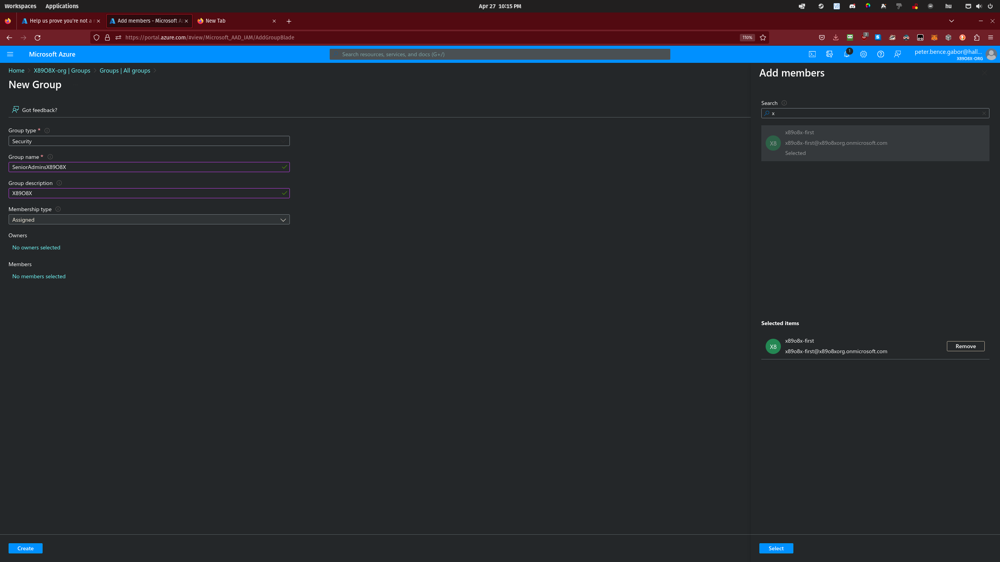 Workspaces Applications Apr 27 10:15 PM hu
Help us prove you're not a r
Add members - Microsoft Az
New Tab
https://portal.azure.com/#view/Microsoft_AAD_IAM/AddGroupBlade 110% 3
Microsoft Azure
Search resources, services, and docs (G+/)
1
peter.bence.gabor@hall...
X89O8X-ORG
Home X89O8X-org | Groups Groups | All groups
New Group
Got feedback?
Group type *
Security
Group name *
SeniorAdminsX89O8X
Group description
X89O8X
Membership type
Assigned
Owners
No owners selected
Members
No members selected
Create
Add members
Search
x
X8
x89o8x-first
x89o8x-first@x89o8xorg.onmicrosoft.com
Selected
Selected items
X8
x89o8x-first
x89o8x-first@x89o8xorg.onmicrosoft.com
Remove
Select